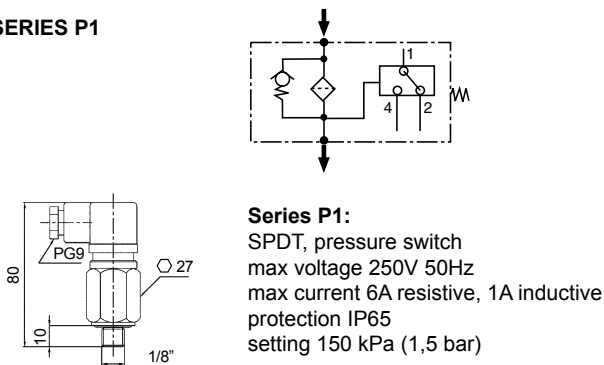 SERIES P1
1
4
2
PG9
27
80
10
1/8”
Series P1:
SPDT, pressure switch
max voltage 250V 50Hz
max current 6A resistive, 1A inductive
protection IP65
setting 150 kPa (1,5 bar)